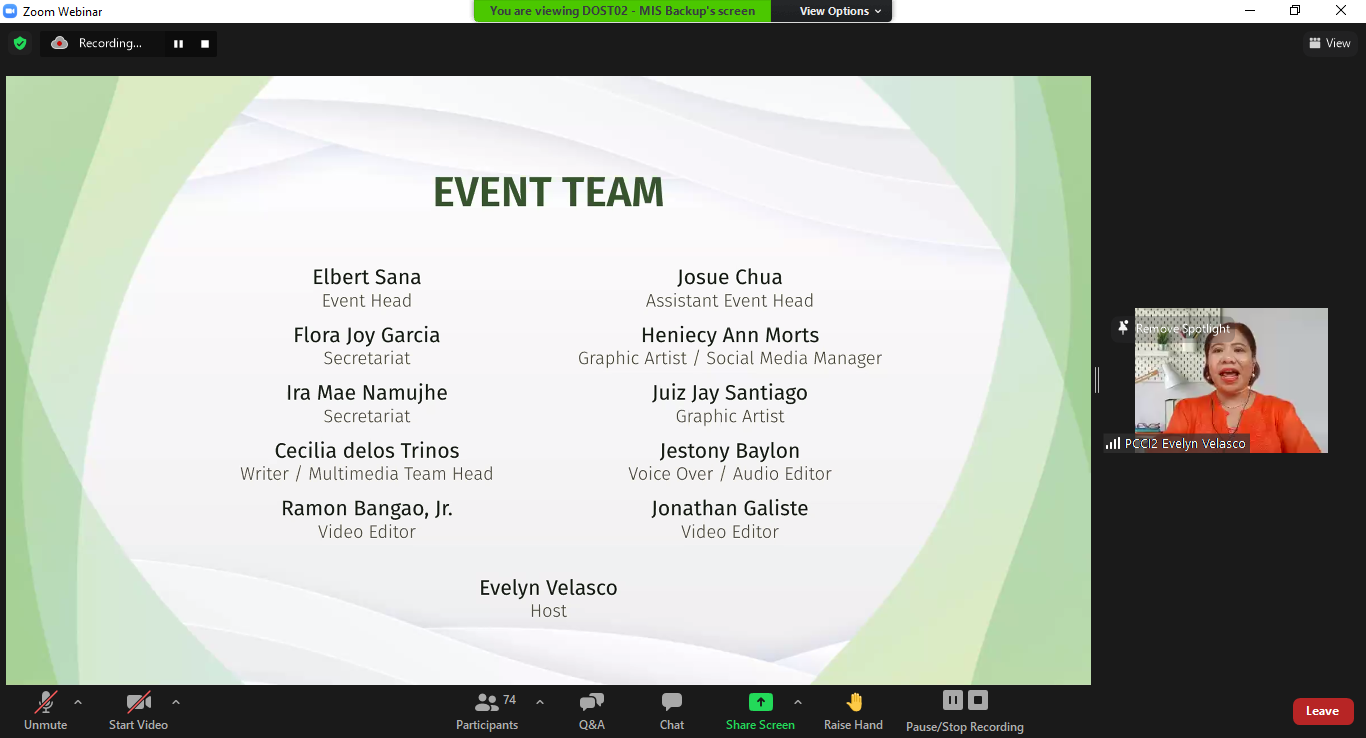 Zoom Webinar
You are viewing DOST02 - MIS Backup's screen
View Options
Recording...
View
EVENT TEAM
Elbert Sana
Event Head
Josue Chua
Assistant Event Head
Flora Joy Garcia
Secretariat
Heniecy Ann Morts
Graphic Artist / Social Media Manager
Ira Mae Namujhe
Secretariat
Juiz Jay Santiago
Graphic Artist
Cecilia delos Trinos
Writer / Multimedia Team Head
Jestony Baylon
Voice Over / Audio Editor
Ramon Bangao, Jr.
Video Editor
Jonathan Galiste
Video Editor
Evelyn Velasco
Host
Remove Spotlight
PCCI2 Evelyn Velasco
Unmute
Start Video
74
Participants
Q&A
Chat
Share Screen
Raise Hand
Pause/Stop Recording
Leave